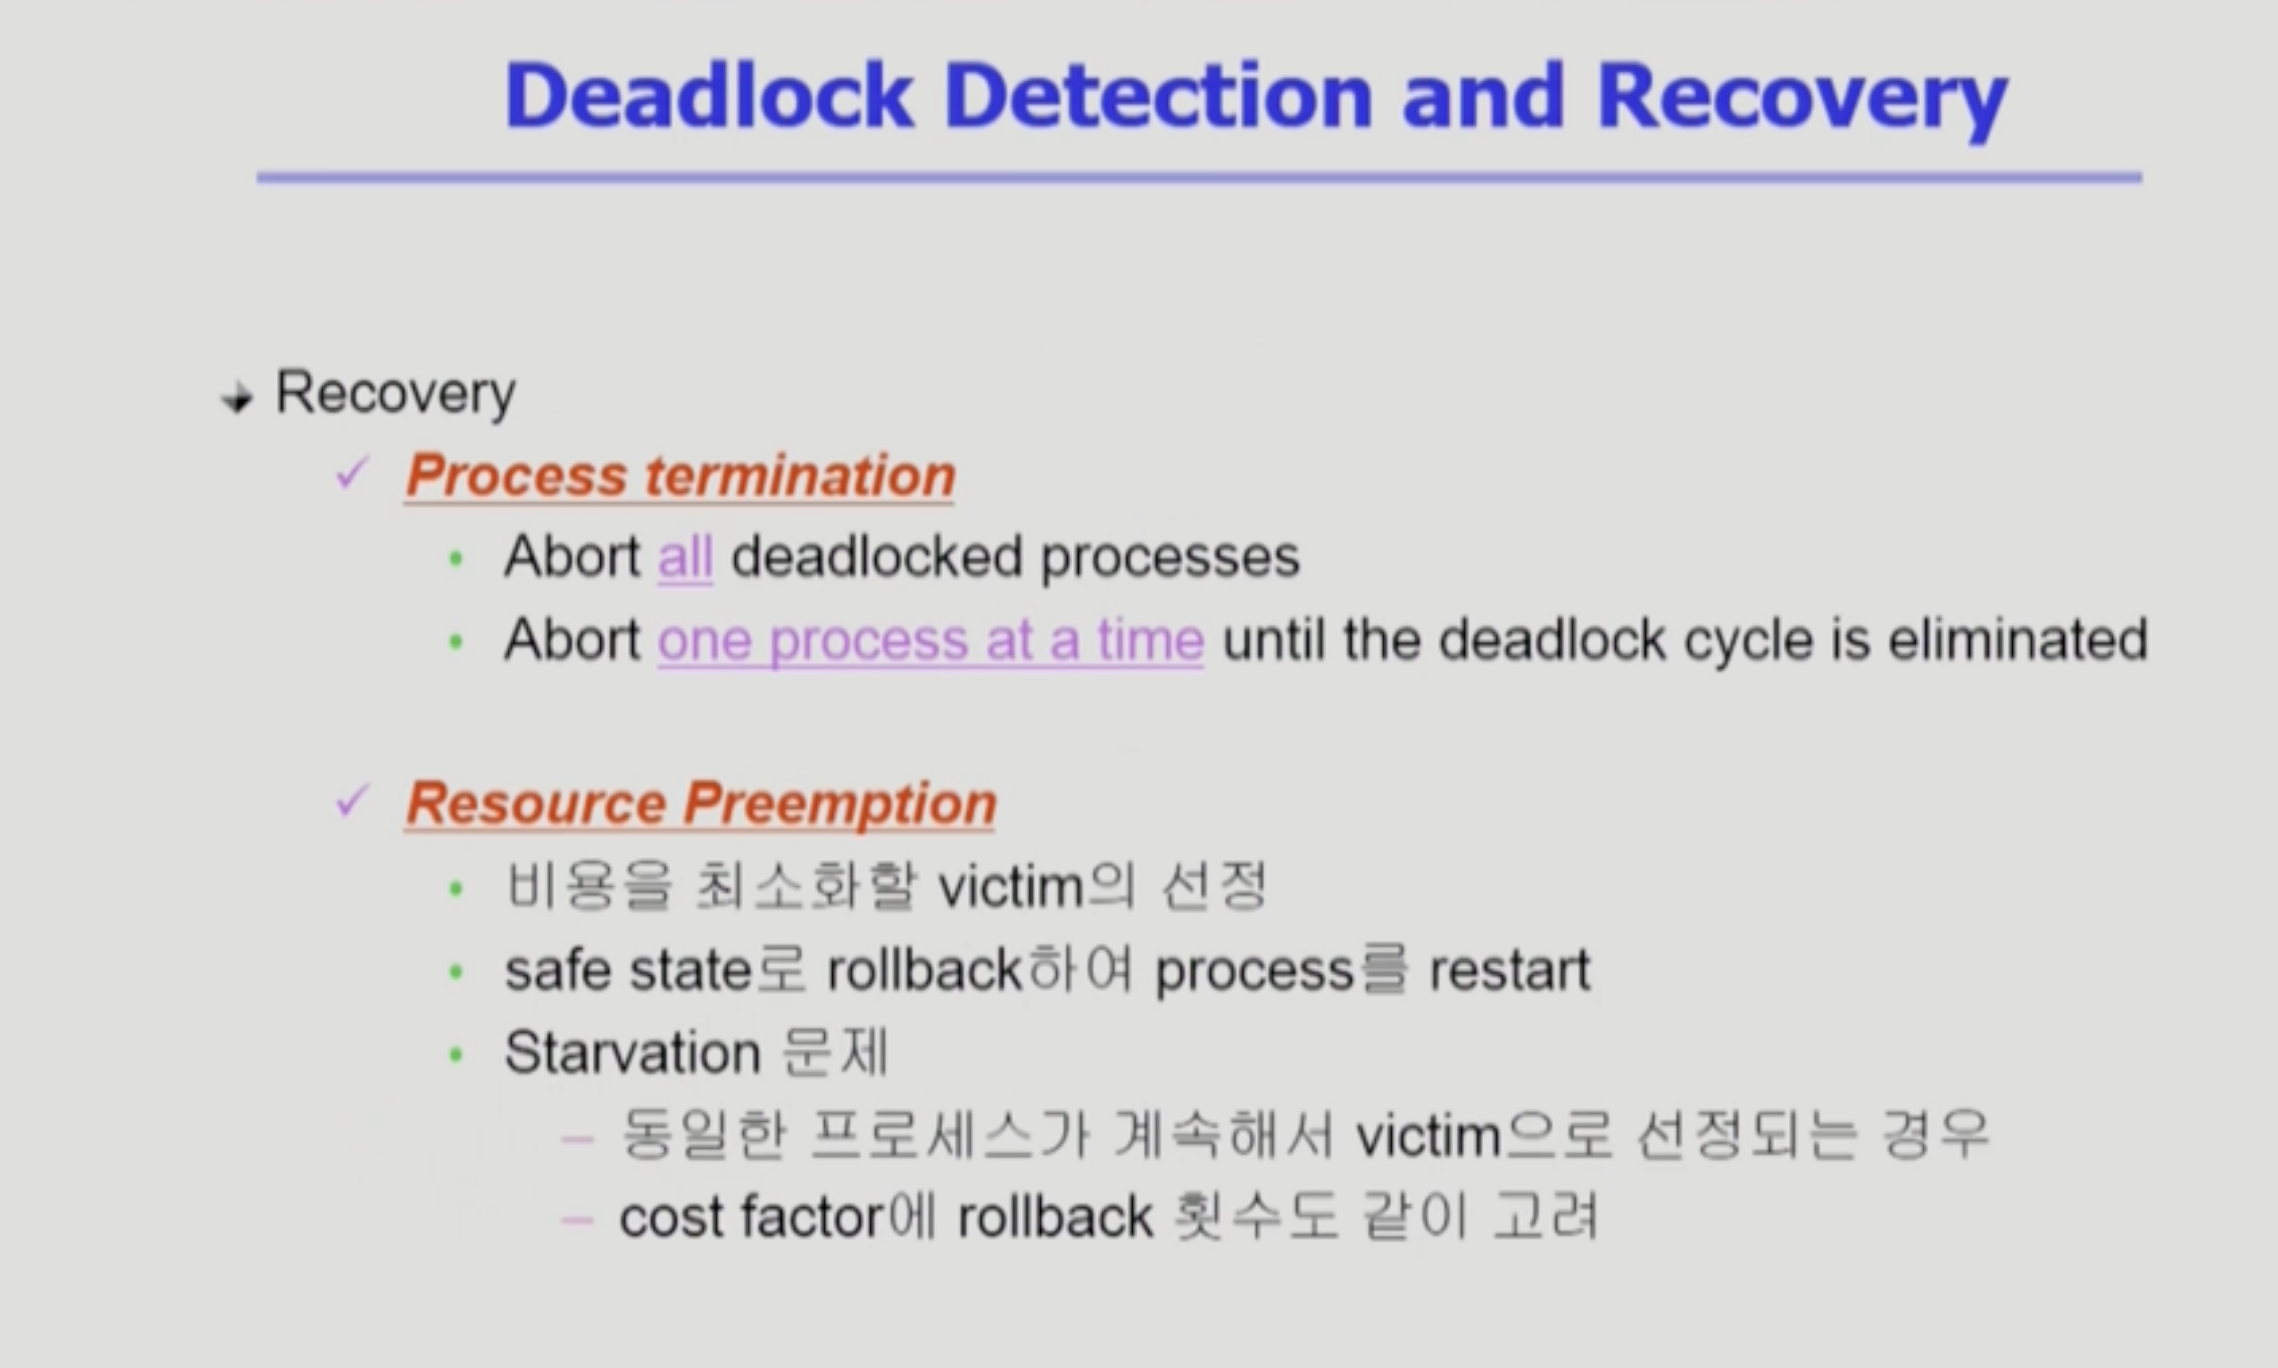 Deadlock Detection and Recovery
Recovery
Process termination
Abort all deadlocked processes
Abort one process at a time until the deadlock cycle is eliminated
Resource Preemption
비용을 최소화할 victim의 선정
safe state로 rollback하여 process를 restart
Starvation 문제
동일한 프로세스가 계속해서 victim으로 선정되는 경우
cost factor에 rollback 횟수도 같이 고려